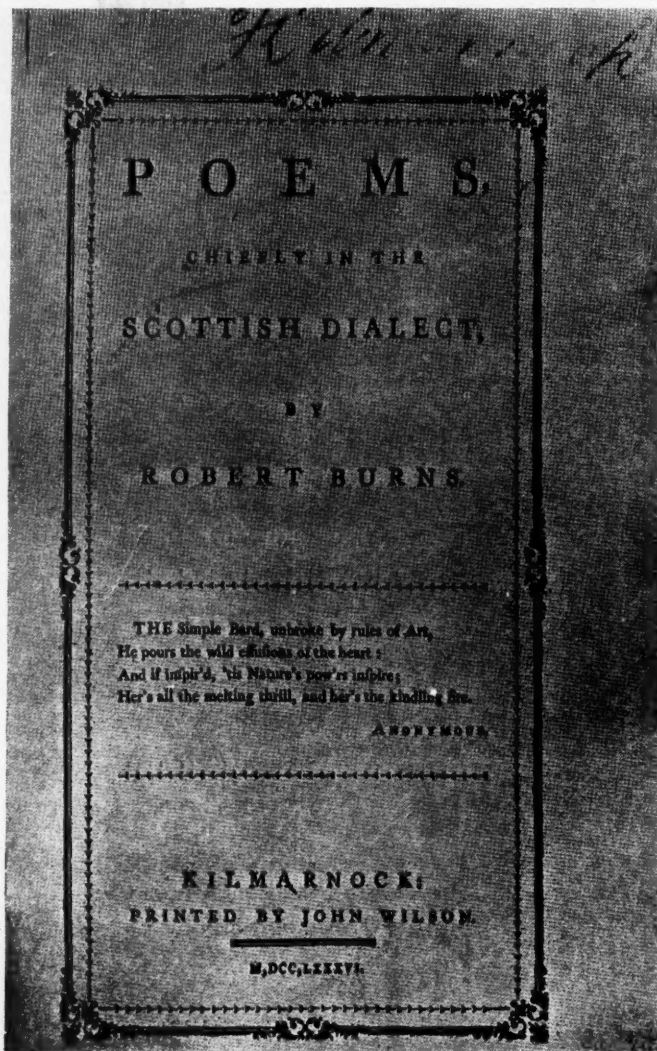 POEMS,
CHIEFLY IN THE
SCOTTISH DIALECT,
BY
ROBERT BURNS
THE Simple Bard, unbroke by rules of Art,
He pours the wild effusions of the heart:
And if inspir'd, 'tis Nature's pow'rs inspire;
Her's all the melting thrill, and her's the kindling fire.
ANONYMOUS.
KILMARNOCK:
PRINTED BY JOHN WILSON.
M,DCC,LXXXVI.